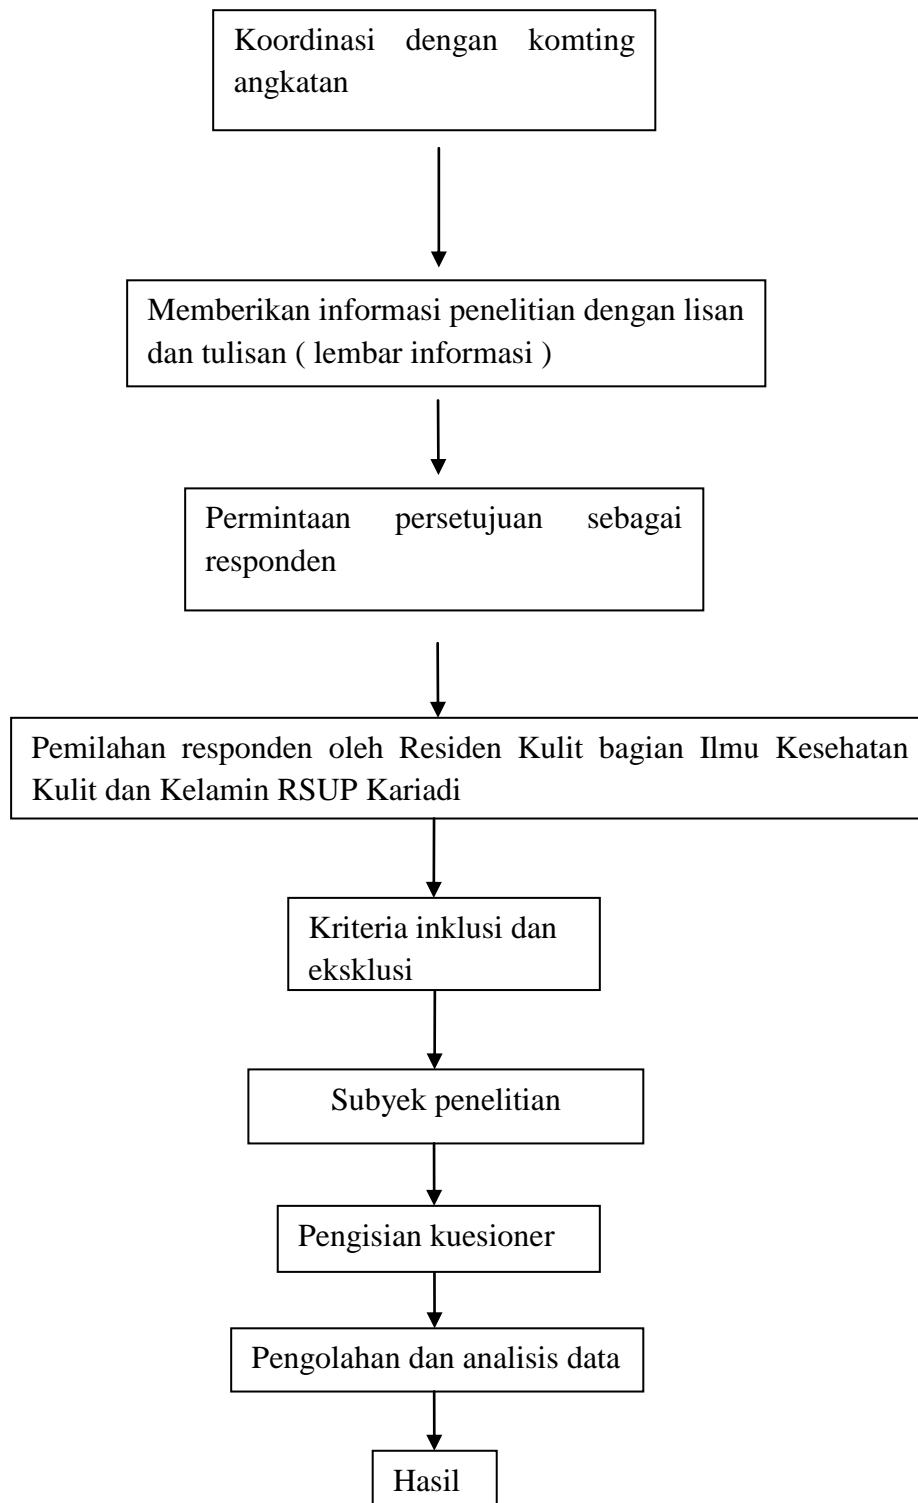 Koordinasi dengan komting
angkatan
Memberikan informasi penelitian dengan lisan
dan tulisan ( lembar informasi )
Permintaan persetujuan sebagai
responden
Pemilahan responden oleh Residen Kulit bagian Ilmu Kesehatan
Kulit dan Kelamin RSUP Kariadi
Kriteria inklusi dan
eksklusi
Subyek penelitian
Pengisian kuesioner
Pengolahan dan analisis data
Hasil